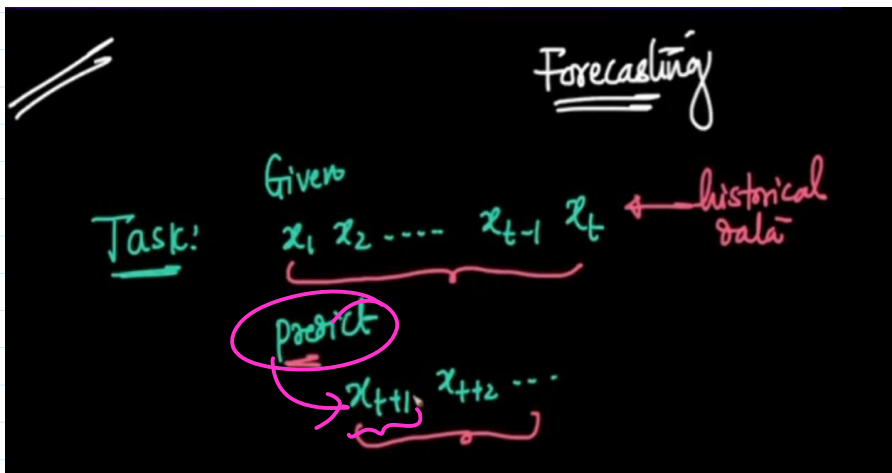 Forecasting
Given
Task: x₁ x₂ ..... xₜ₋₁ xₜ ← historical
data
predict
xₜ₊₁, xₜ₊₂ ...